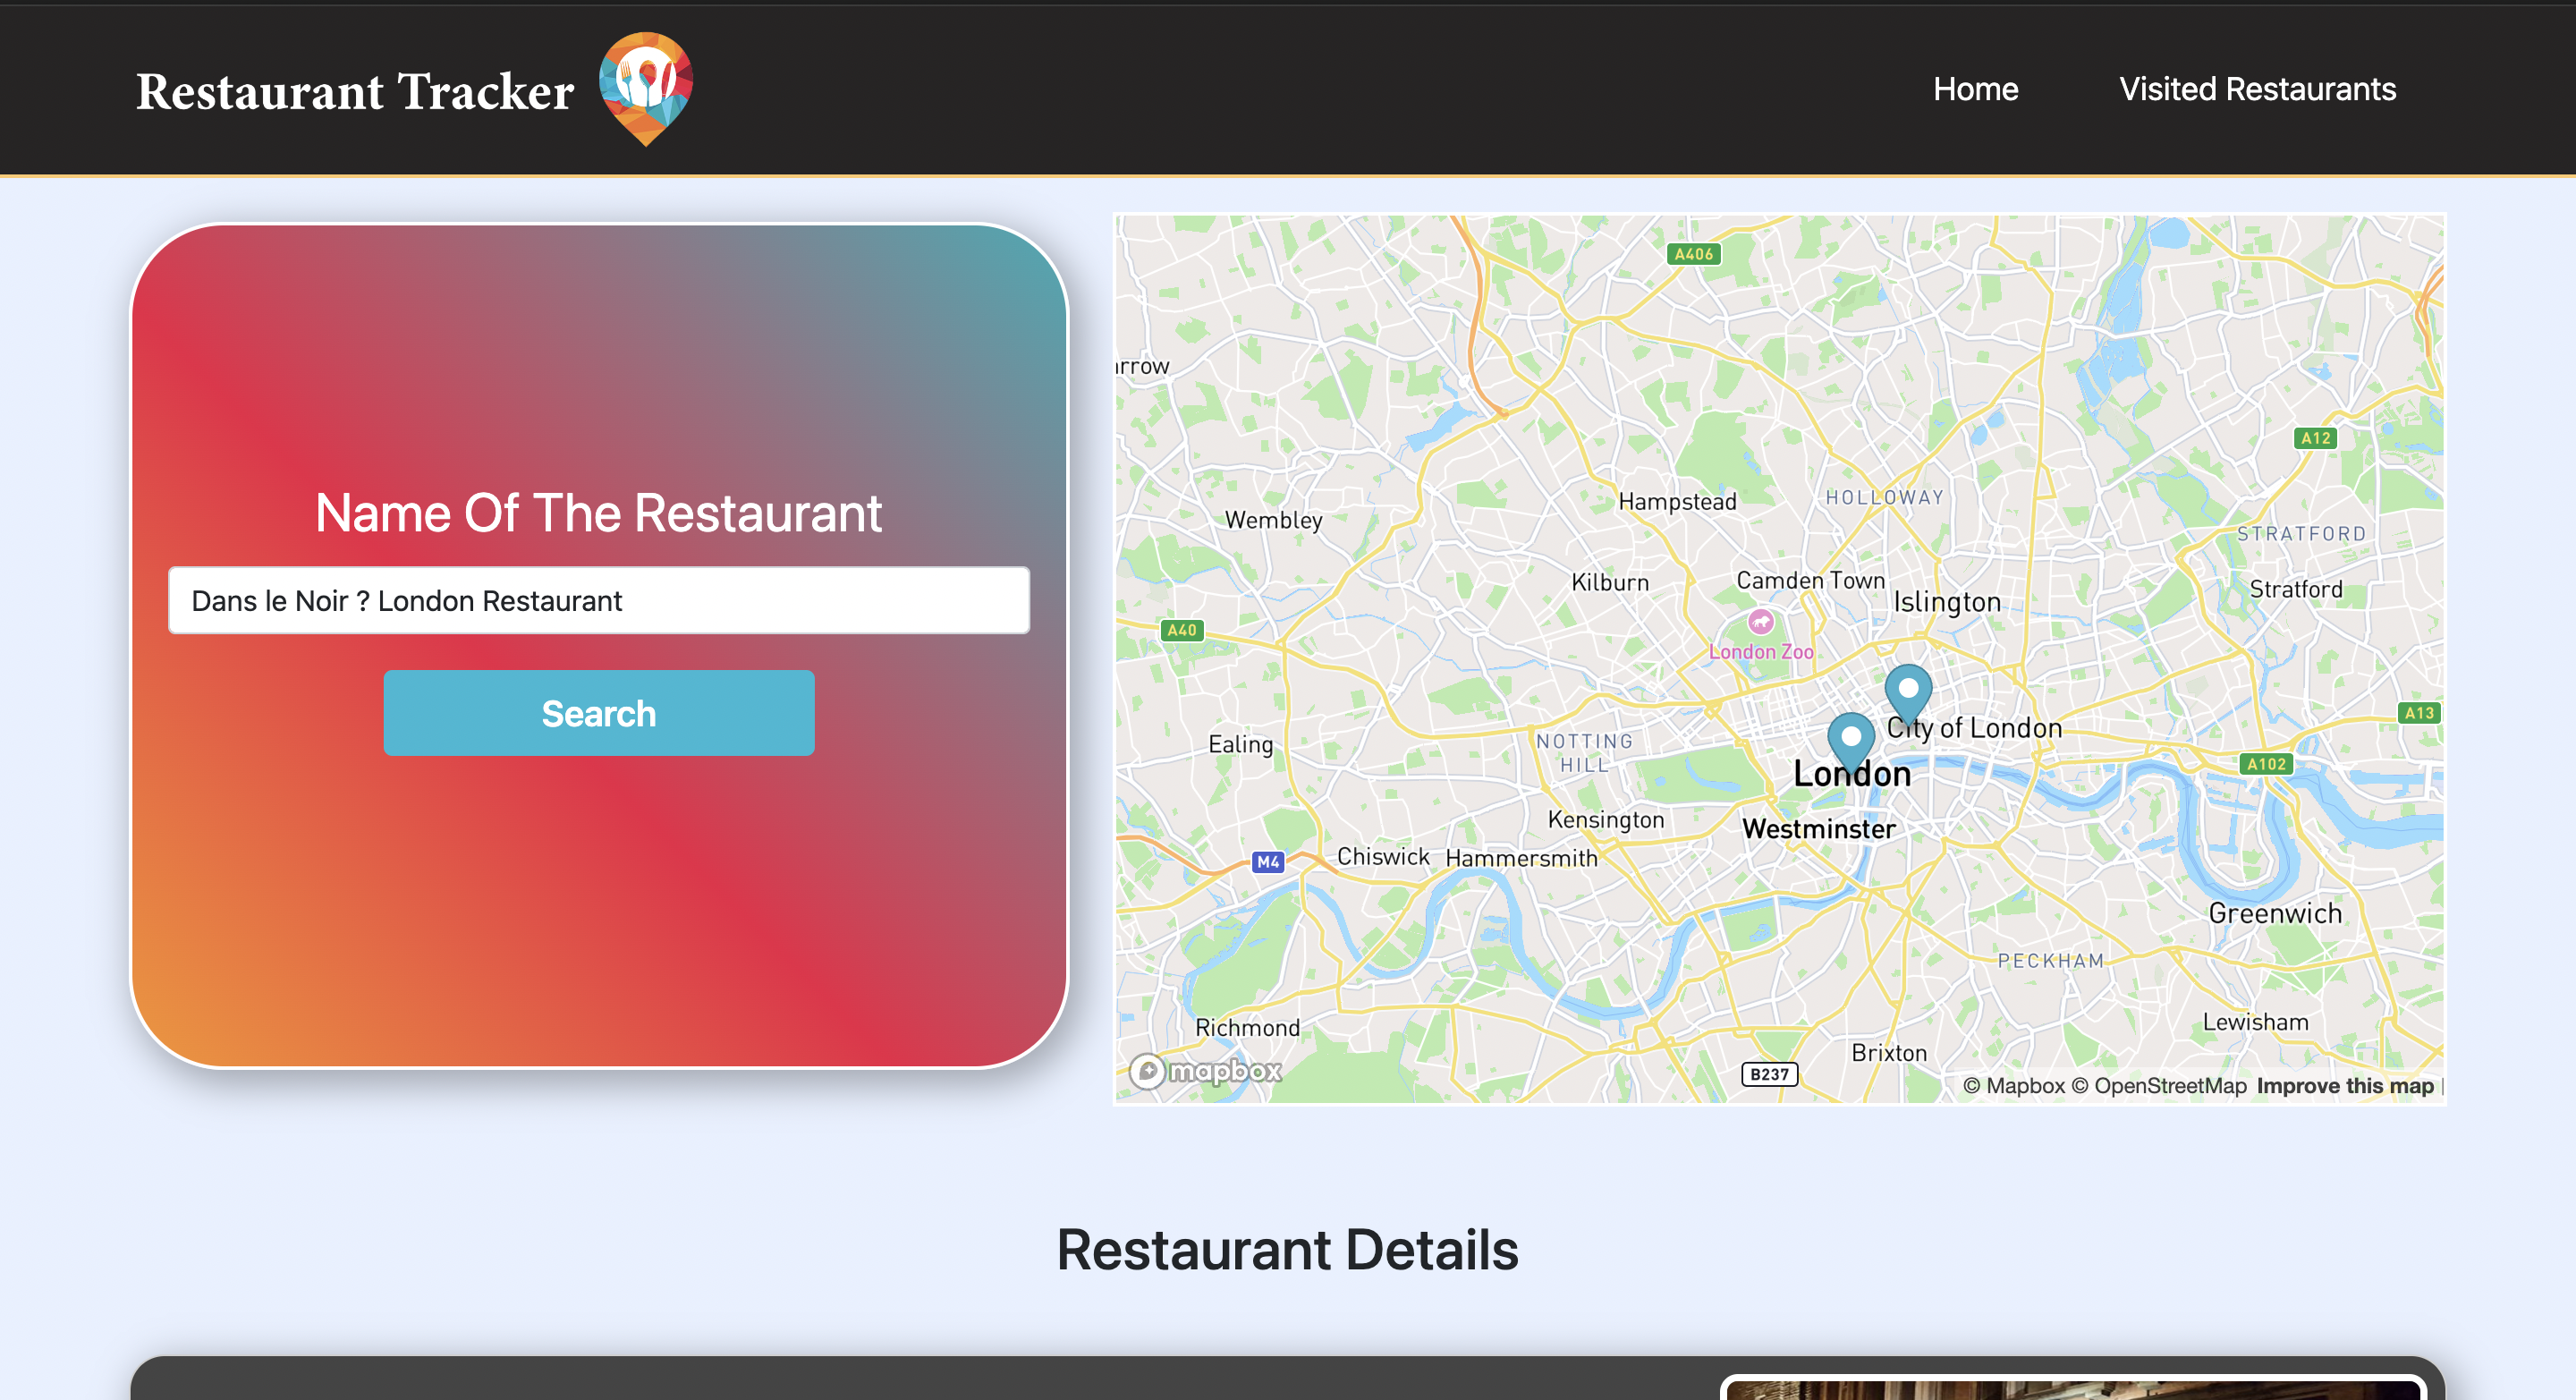 Restaurant Tracker
Home
Visited Restaurants
Name Of The Restaurant
Dans le Noir ? London Restaurant
Search
A406
rrow
A12
HOLLOWAY
Hampstead
Wembley
STRATFORD
Kilburn
Camden Town
Stratford
Islington
A40
London Zoo
A13
City of London
NOTTING
HILL
Ealing
A102
London
Kensington
Westminster
Chiswick
Hammersmith
M4
Greenwich
PECKHAM
Richmond
Lewisham
Brixton
mapbox
B237
© Mapbox © OpenStreetMap Improve this map
Restaurant Details